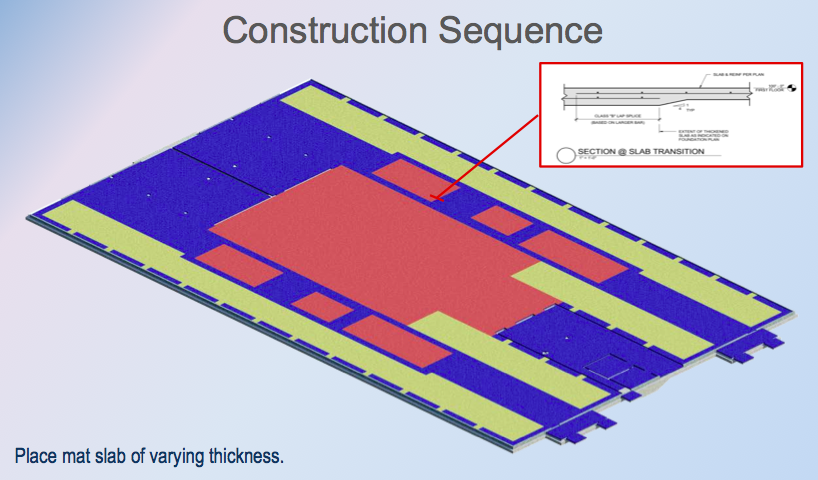 Construction Sequence
SLAB & REINF PER PLAN
FIRST FLOOR
CLASS "B" LAP SPLICE
(BASED ON LARGER BAR)
TOP
EXTENT OF THICKENED
SLAB AS INDICATED ON
FOUNDATION PLAN
SECTION @ SLAB TRANSITION
Place mat slab of varying thickness.